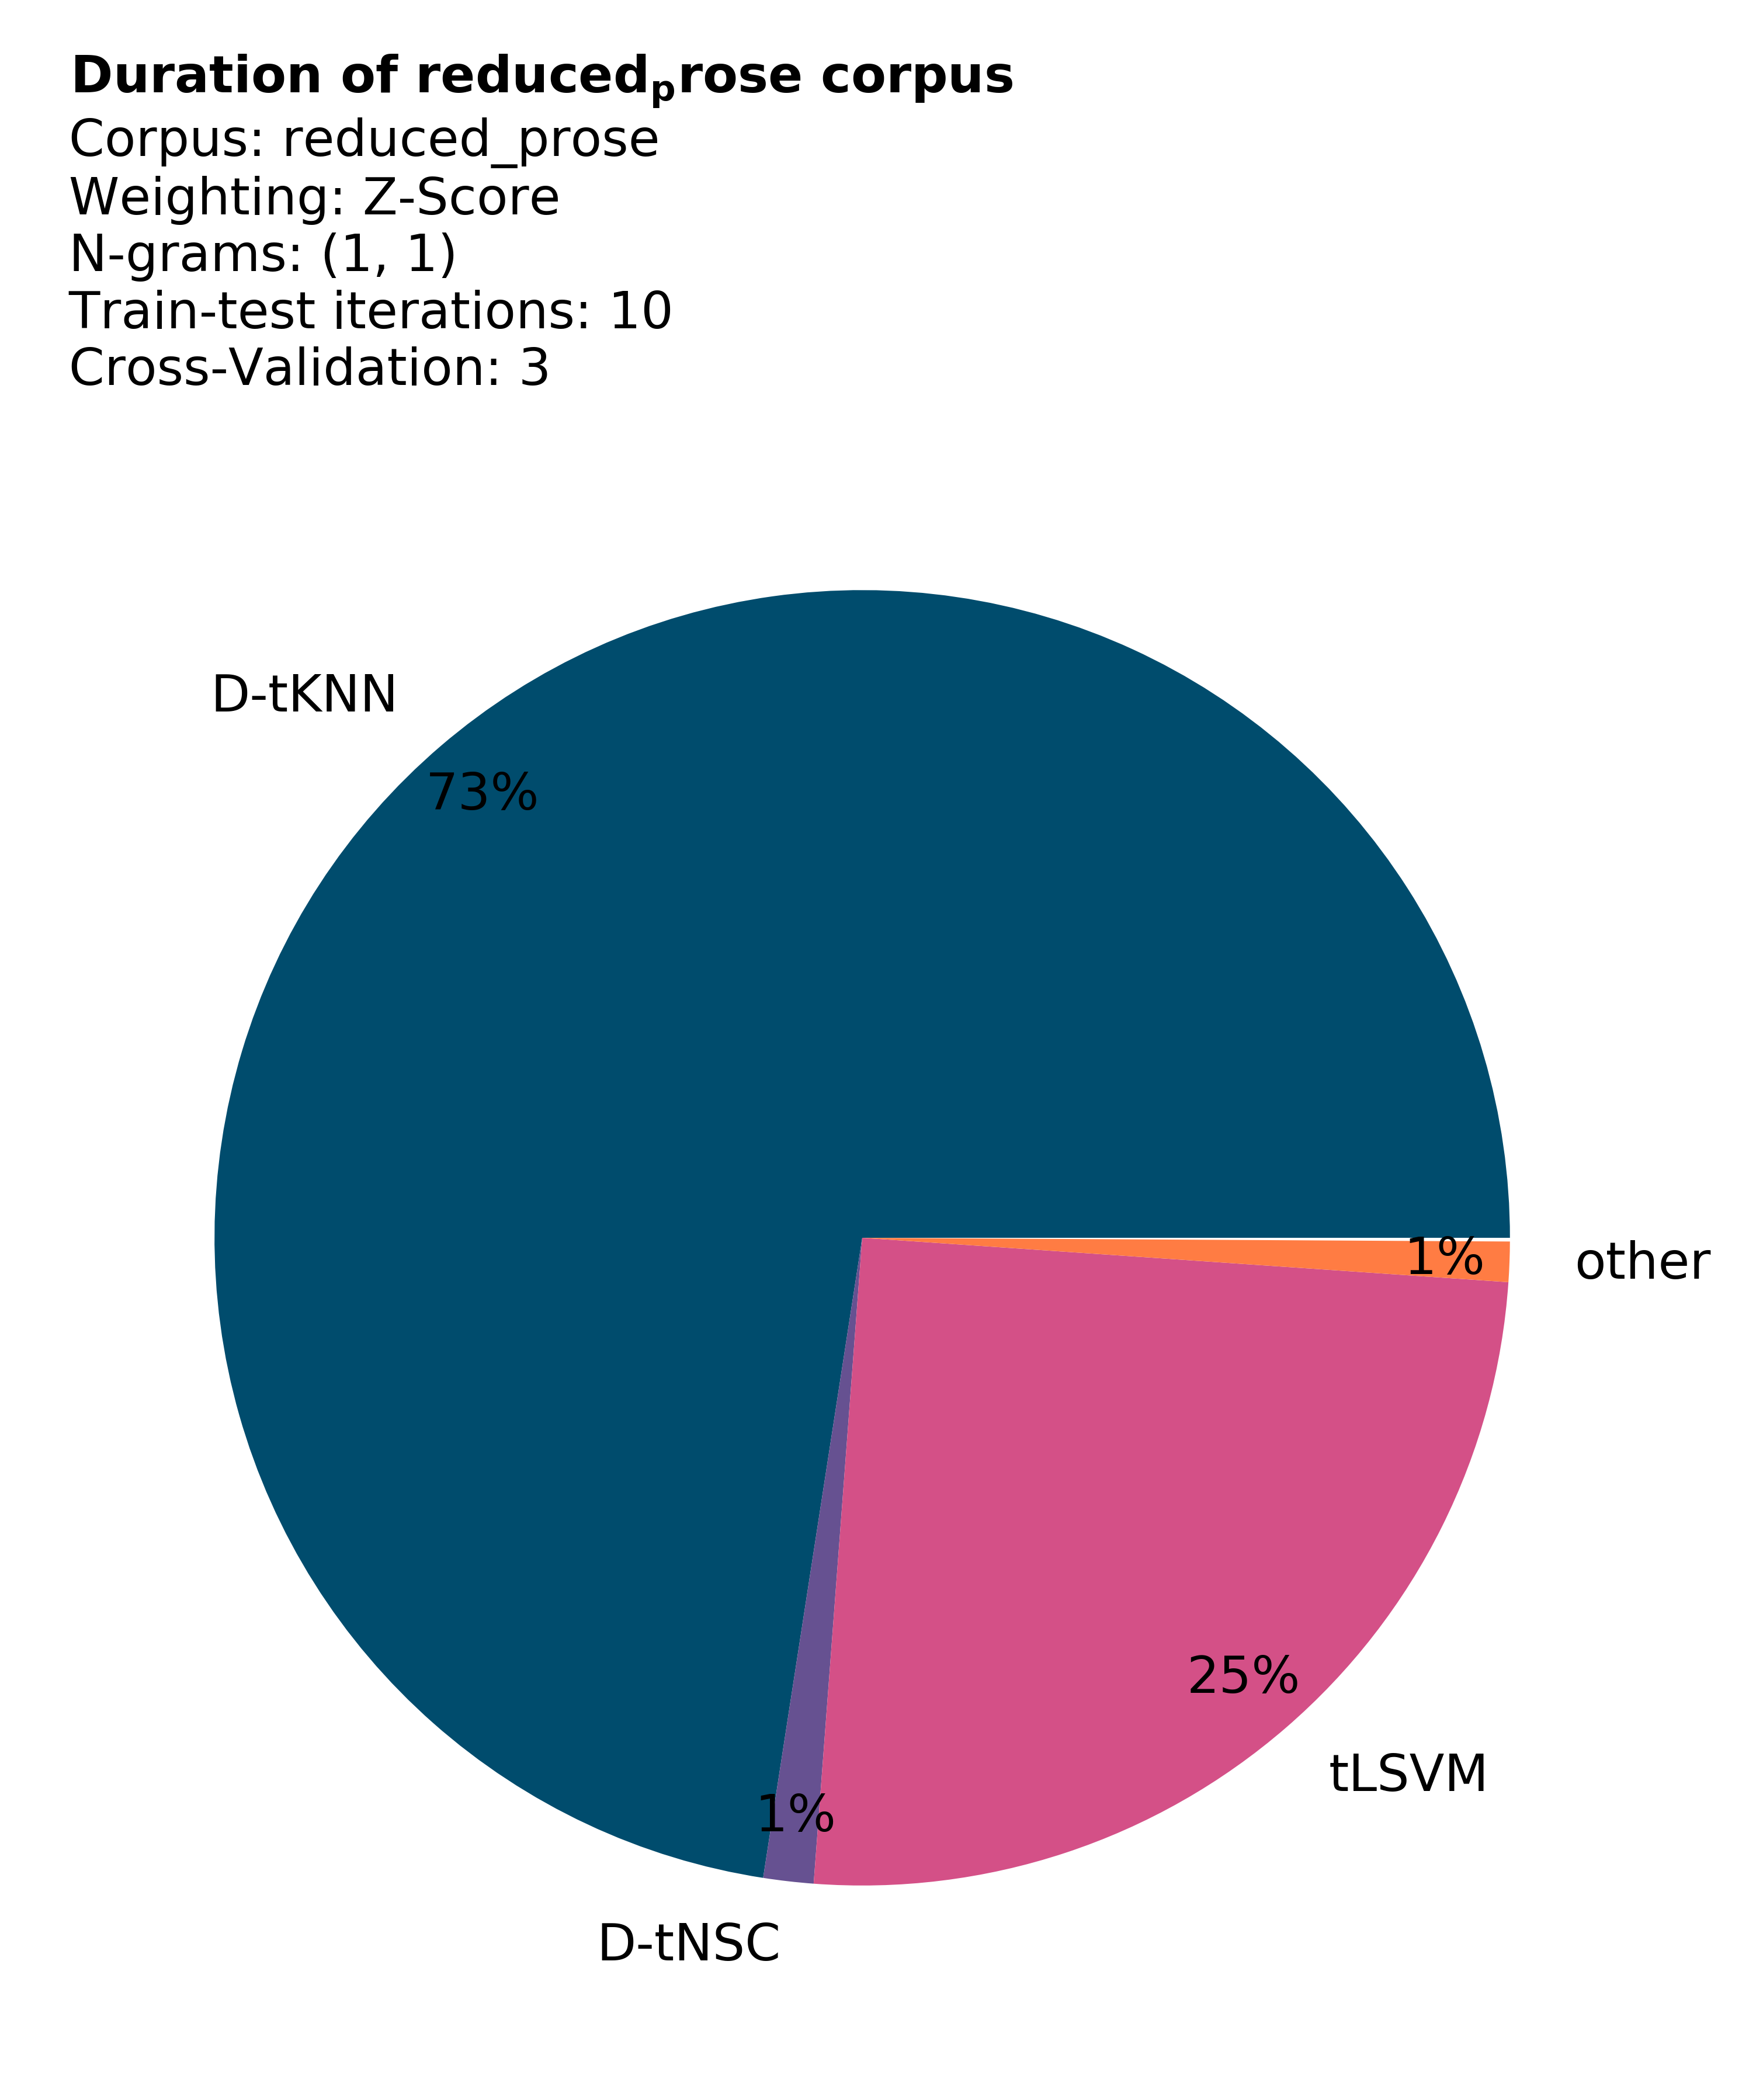 Duration of reducedₚrose corpus
Corpus: reduced_prose
Weighting: Z-Score
N-grams: (1, 1)
Train-test iterations: 10
Cross-Validation: 3
D-tKNN
73%
1%
other
25%
tLSVM
1%
D-tNSC